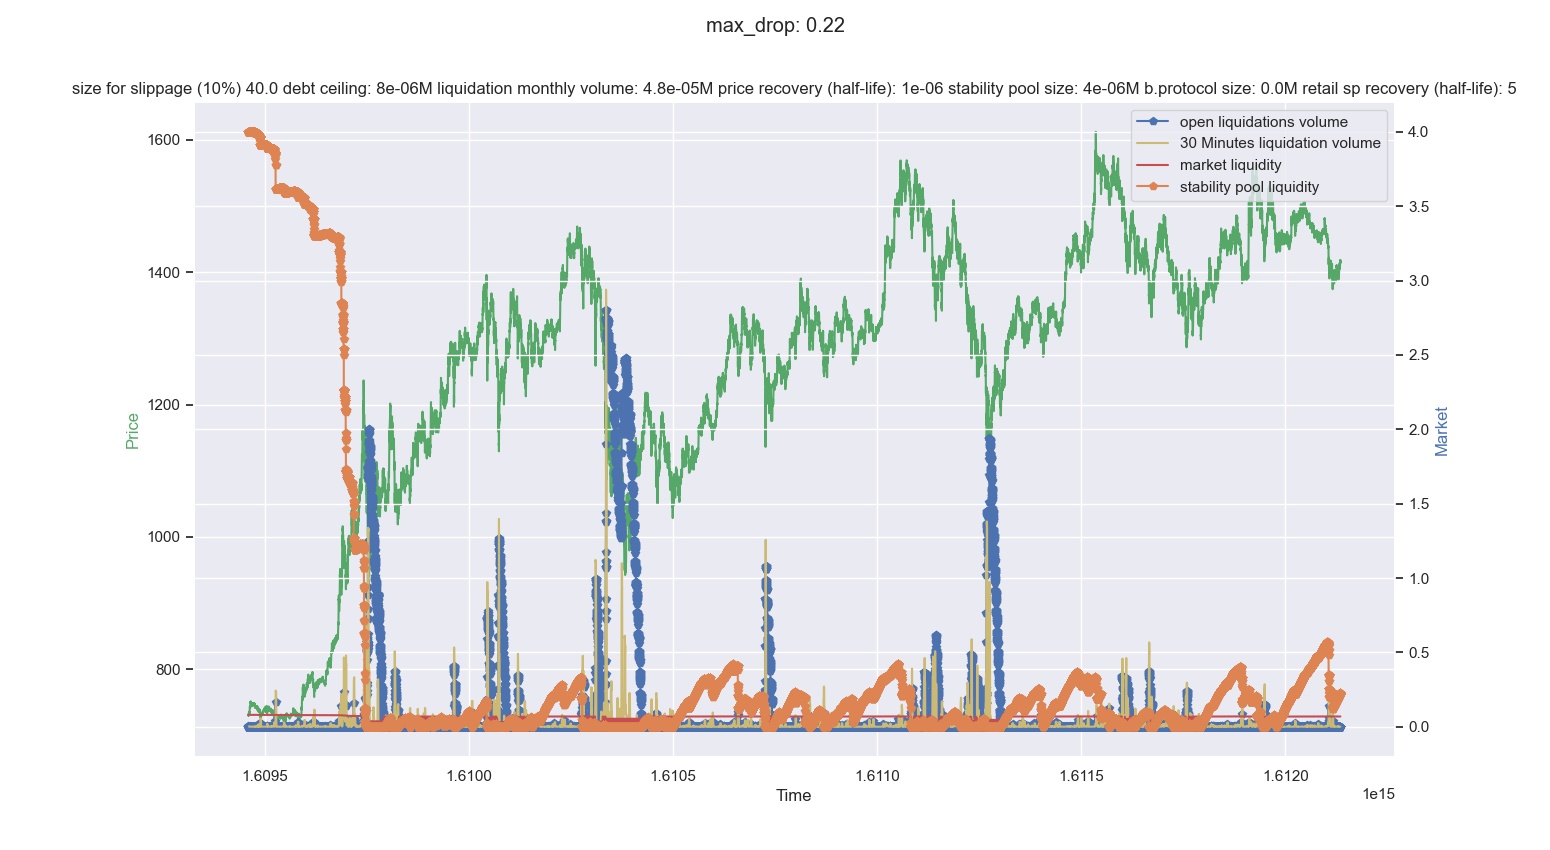 max_drop: 0.22
size for slippage (10%) 40.0 debt ceiling: 8e-06M liquidation monthly volume: 4.8e-05M price recovery (half-life): 1e-06 stability pool size: 4e-06M b.protocol size: 0.0M retail sp recovery (half-life): 5
open liquidations volume
30 Minutes liquidation volume
market liquidity
stability pool liquidity
1600
1400
1200
1000
800
Price
4.0
3.5
3.0
2.5
2.0
1.5
1.0
0.5
0.0
Market
1.6095 1.6100 1.6105 1.6110 1.6115 1.6120
Time
1e15